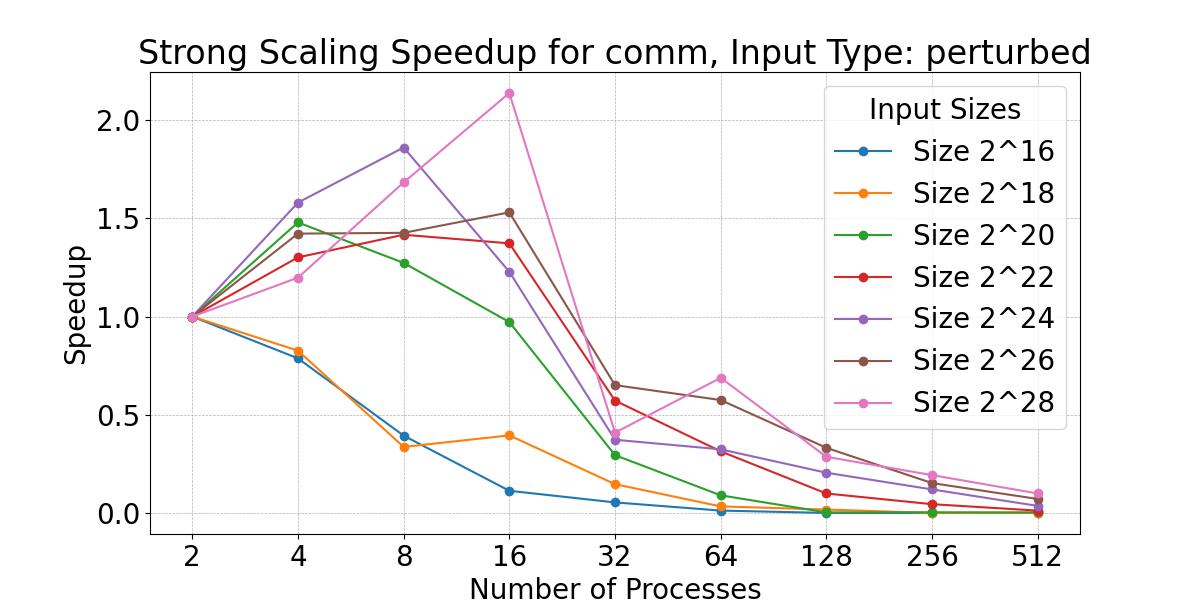 Strong Scaling Speedup for comm, Input Type: perturbed
Speedup
2.0
1.5
1.0
0.5
0.0
Input Sizes
Size 2^16
Size 2^18
Size 2^20
Size 2^22
Size 2^24
Size 2^26
Size 2^28
2 4 8 16 32 64 128 256 512
Number of Processes